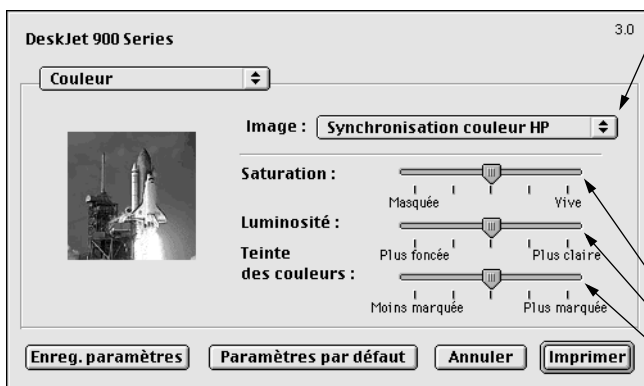 DeskJet 900 Series
3.0
Couleur
Image : Synchronisation couleur HP
Saturation :
Masquée Vive
Luminosité :
Plus foncée Plus claire
Teinte
des couleurs :
Moins marquée Plus marquée
Enreg. paramètres Paramètres par défaut Annuler Imprimer